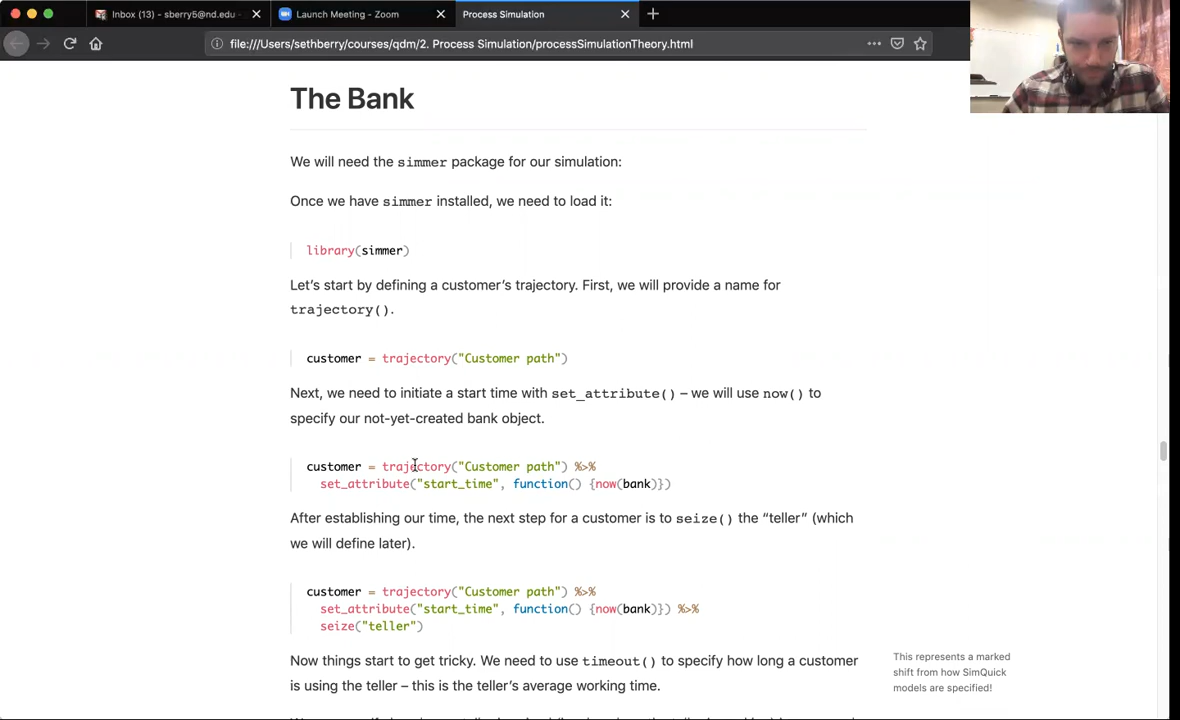 Inbox (13) - sberry5@nd.edu -
Launch Meeting - Zoom
Process Simulation
file:///Users/sethberry/courses/qdm/2. Process Simulation/processSimulationTheory.html
The Bank
We will need the simmer package for our simulation:
Once we have simmer installed, we need to load it:
library(simmer)
Let’s start by defining a customer’s trajectory. First, we will provide a name for
trajectory().
customer = trajectory("Customer path")
Next, we need to initiate a start time with set_attribute() – we will use now() to
specify our not-yet-created bank object.
customer = trajectory("Customer path") %>%
set_attribute("start_time", function() {now(bank)})
After establishing our time, the next step for a customer is to seize() the “teller” (which
we will define later).
customer = trajectory("Customer path") %>%
set_attribute("start_time", function() {now(bank)}) %>%
seize("teller")
Now things start to get tricky. We need to use timeout() to specify how long a customer
is using the teller – this is the teller’s average working time.
This represents a marked
shift from how SimQuick
models are specified!